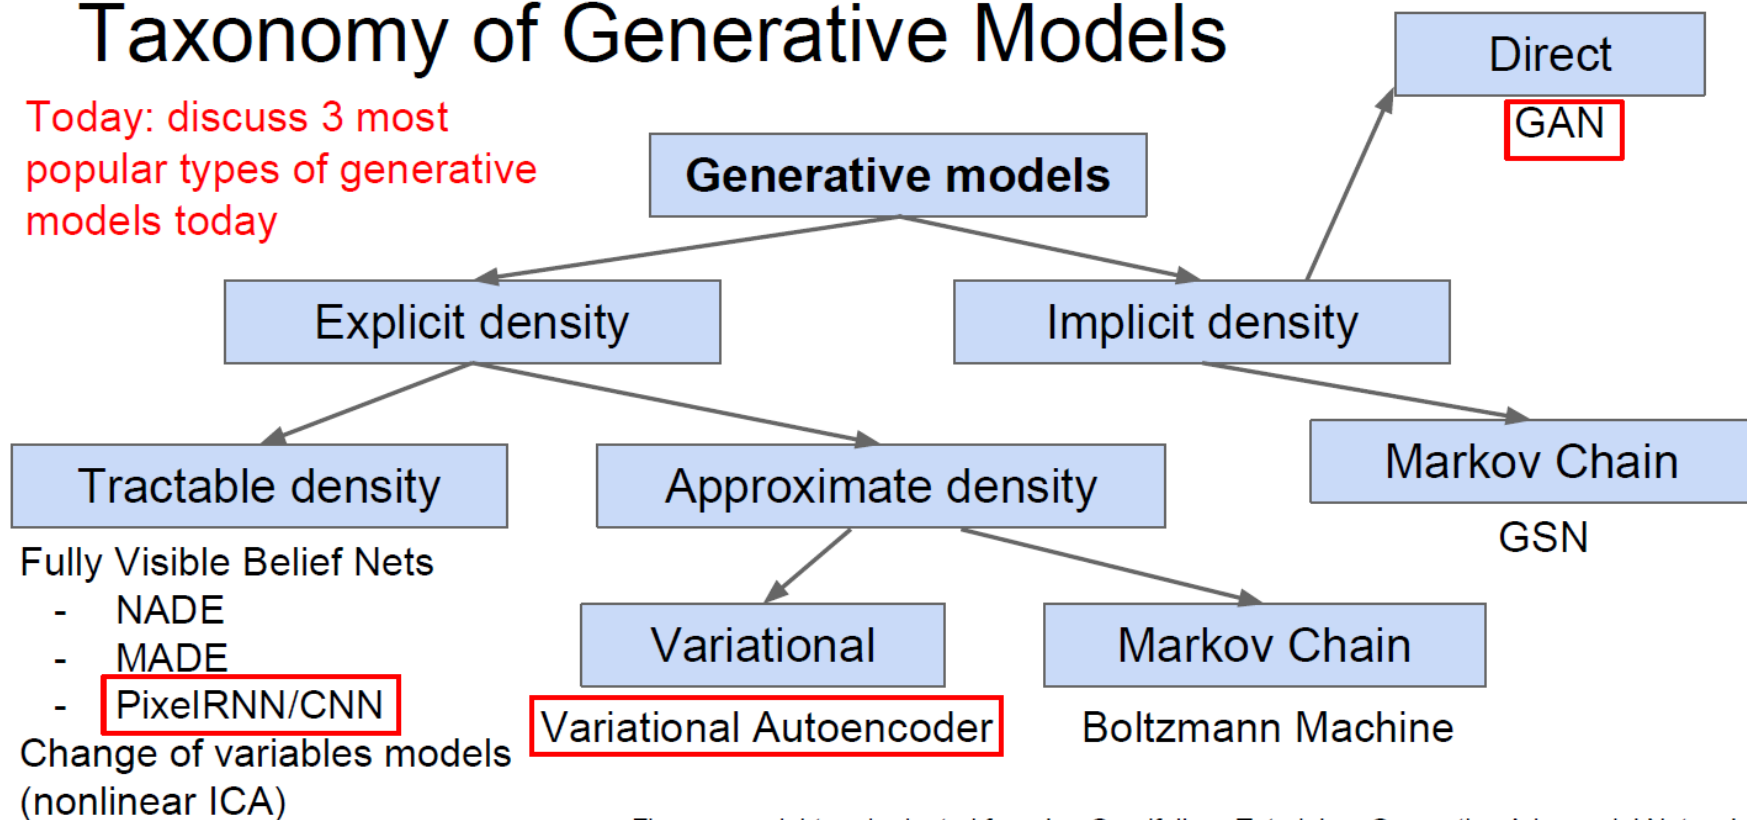 Taxonomy of Generative Models
Today: discuss 3 most
popular types of generative
models today
Direct
GAN
Generative models
Explicit density
Implicit density
Tractable density
Approximate density
Markov Chain
GSN
Fully Visible Belief Nets
- NADE
- MADE
- PixelRNN/CNN
Change of variables models
(nonlinear ICA)
Variational
Variational Autoencoder
Markov Chain
Boltzmann Machine